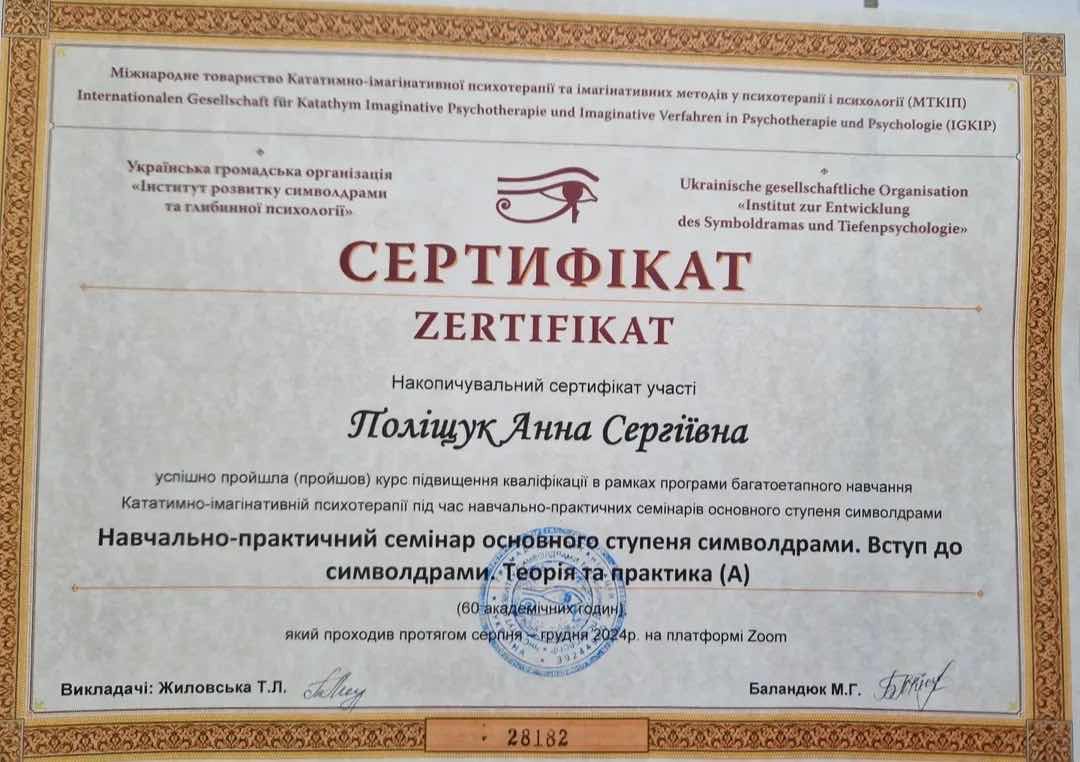 Міжнародне товариство Кататимно-імагінативної психотерапії та імагінативних методів у психотерапії і психології (МТКІП)
Internationalen Gesellschaft für Katathym Imaginative Psychotherapie und Imaginative Verfahren in Psychotherapie und Psychologie (IGKIP)
Українська громадська організація
«Інститут розвитку символдрами
та глибинної психології»
Ukrainische gesellschaftliche Organisation
«Institut zur Entwicklung
des Symboldramas und Tiefenpsychologie»
СЕРТИФІКАТ
ZERTIFIKAT
Накопичувальний сертифікат участі
Поліщук Анна Сергіївна
успішно пройшла (пройшов) курс підвищення кваліфікації в рамках програми багатоетапного навчання
Кататимно-імагінативній психотерапії під час навчально-практичних семінарів основного ступеня символдрами
Навчально-практичний семінар основного ступеня символдрами. Вступ до
символдрами. Теорія та практика (А)
(60 академічних годин),
який проходив протягом серпня – грудня 2024р. на платформі Zoom
Викладачі: Жиловська Т.Л.
Баландюк М.Г.
28182